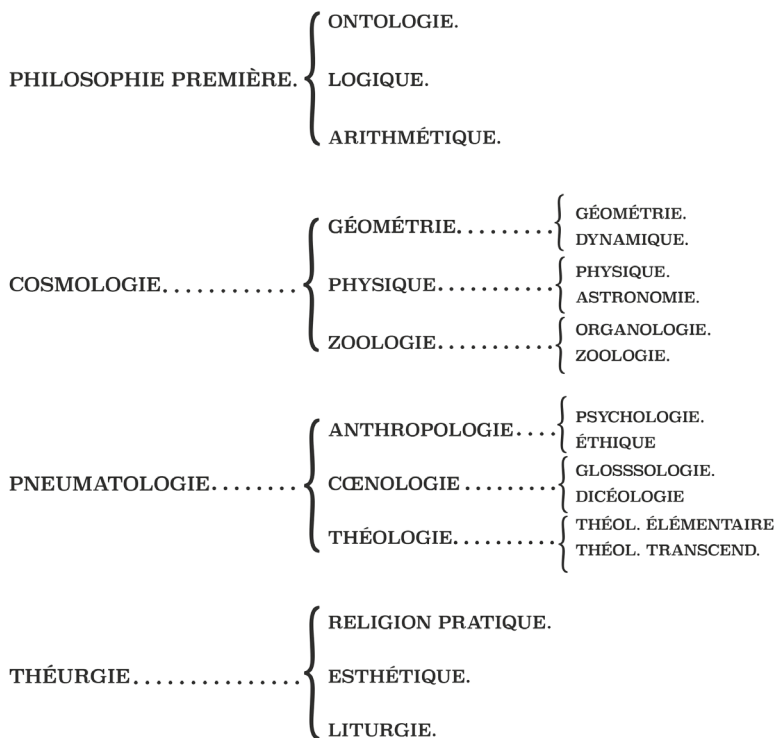 ONTOLOGIE.
PHILOSOPHIE PREMIÈRE.
LOGIQUE.
ARITHMÉTIQUE.
COSMOLOGIE............
GÉOMÉTRIE.........
GÉOMÉTRIE.
DYNAMIQUE.
PHYSIQUE...........
PHYSIQUE.
ASTRONOMIE.
ZOOLOGIE...........
ORGANOLOGIE.
ZOOLOGIE.
PNEUMATOLOGIE........
ANTHROPOLOGIE....
PSYCHOLOGIE.
ÉTHIQUE
CŒNOLOGIE.........
GLOSSSOLOGIE.
DICÉOLOGIE
THÉOLOGIE..........
THÉOL. ÉLÉMENTAIRE
THÉOL. TRANSCEND.
THÉURGIE...............
RELIGION PRATIQUE.
ESTHÉTIQUE.
LITURGIE.